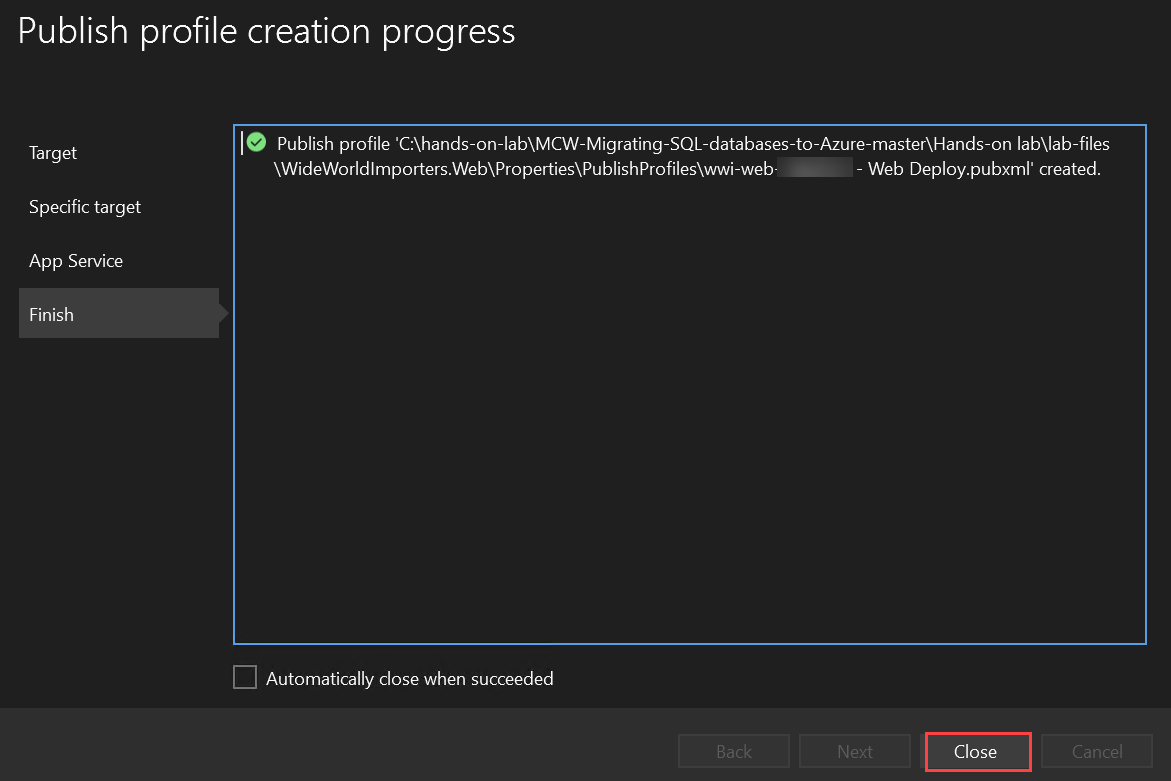 Publish profile creation progress
Target
Specific target
App Service
Finish
Publish profile 'C:\hands-on-lab\MCW-Migrating-SQL-databases-to-Azure-master\Hands-on lab\lab-files
\WideWorldImporters.Web\Properties\PublishProfiles\wwi-web- - Web Deploy.pubxml' created.
Automatically close when succeeded
Back Next Close Cancel